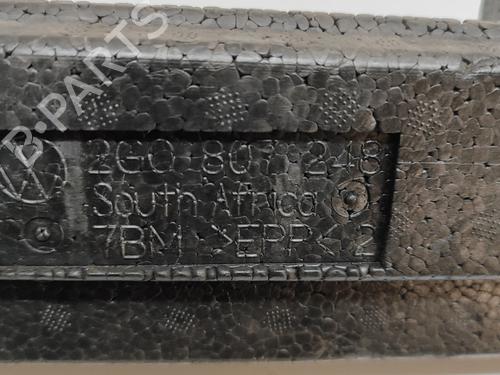 B-PARTS
2G0 807 248
South Africa
7BM >EPP< 2